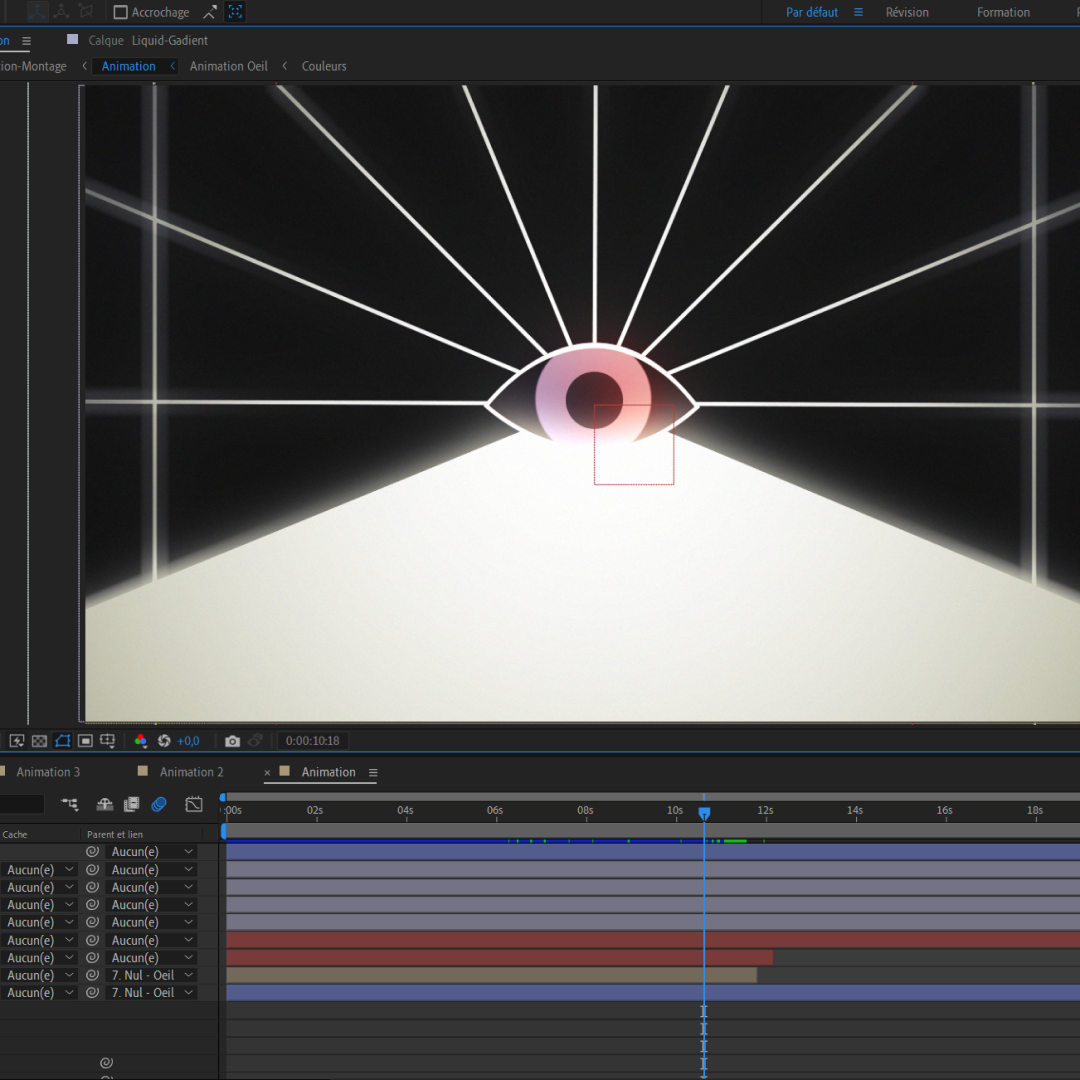 Accrochage Par défaut Révision Formation
on Calque Liquid-Gadient
ion-Montage Animation Animation Oeil Couleurs
+0,0 0:00:10:18
Animation 3 Animation 2 × Animation
:00s 02s 04s 06s 08s 10s 12s 14s 16s 18s
Cache Parent et lien
Aucun(e)
Aucun(e) Aucun(e)
Aucun(e) Aucun(e)
Aucun(e) Aucun(e)
Aucun(e) Aucun(e)
Aucun(e) Aucun(e)
Aucun(e) Aucun(e)
Aucun(e) 7. Nul - Oeil
Aucun(e) 7. Nul - Oeil